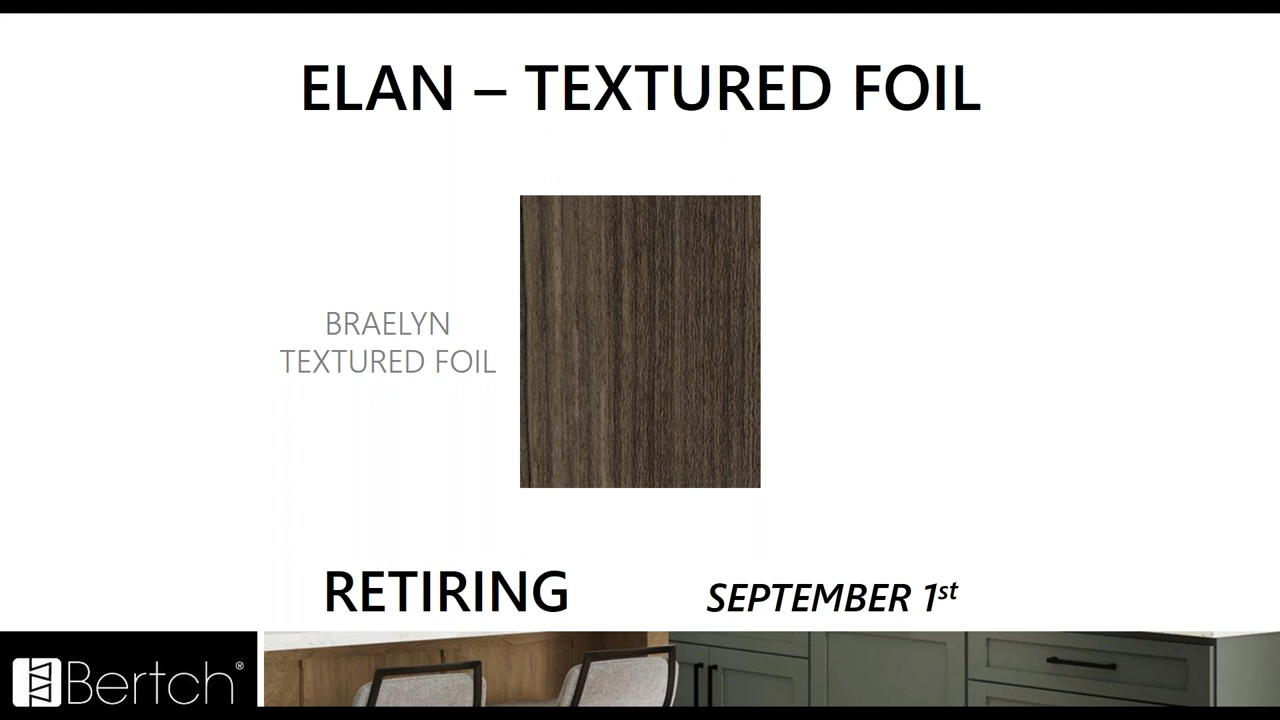 ELAN – TEXTURED FOIL
BRAELYN
TEXTURED FOIL
RETIRING
SEPTEMBER 1st
Bertch®